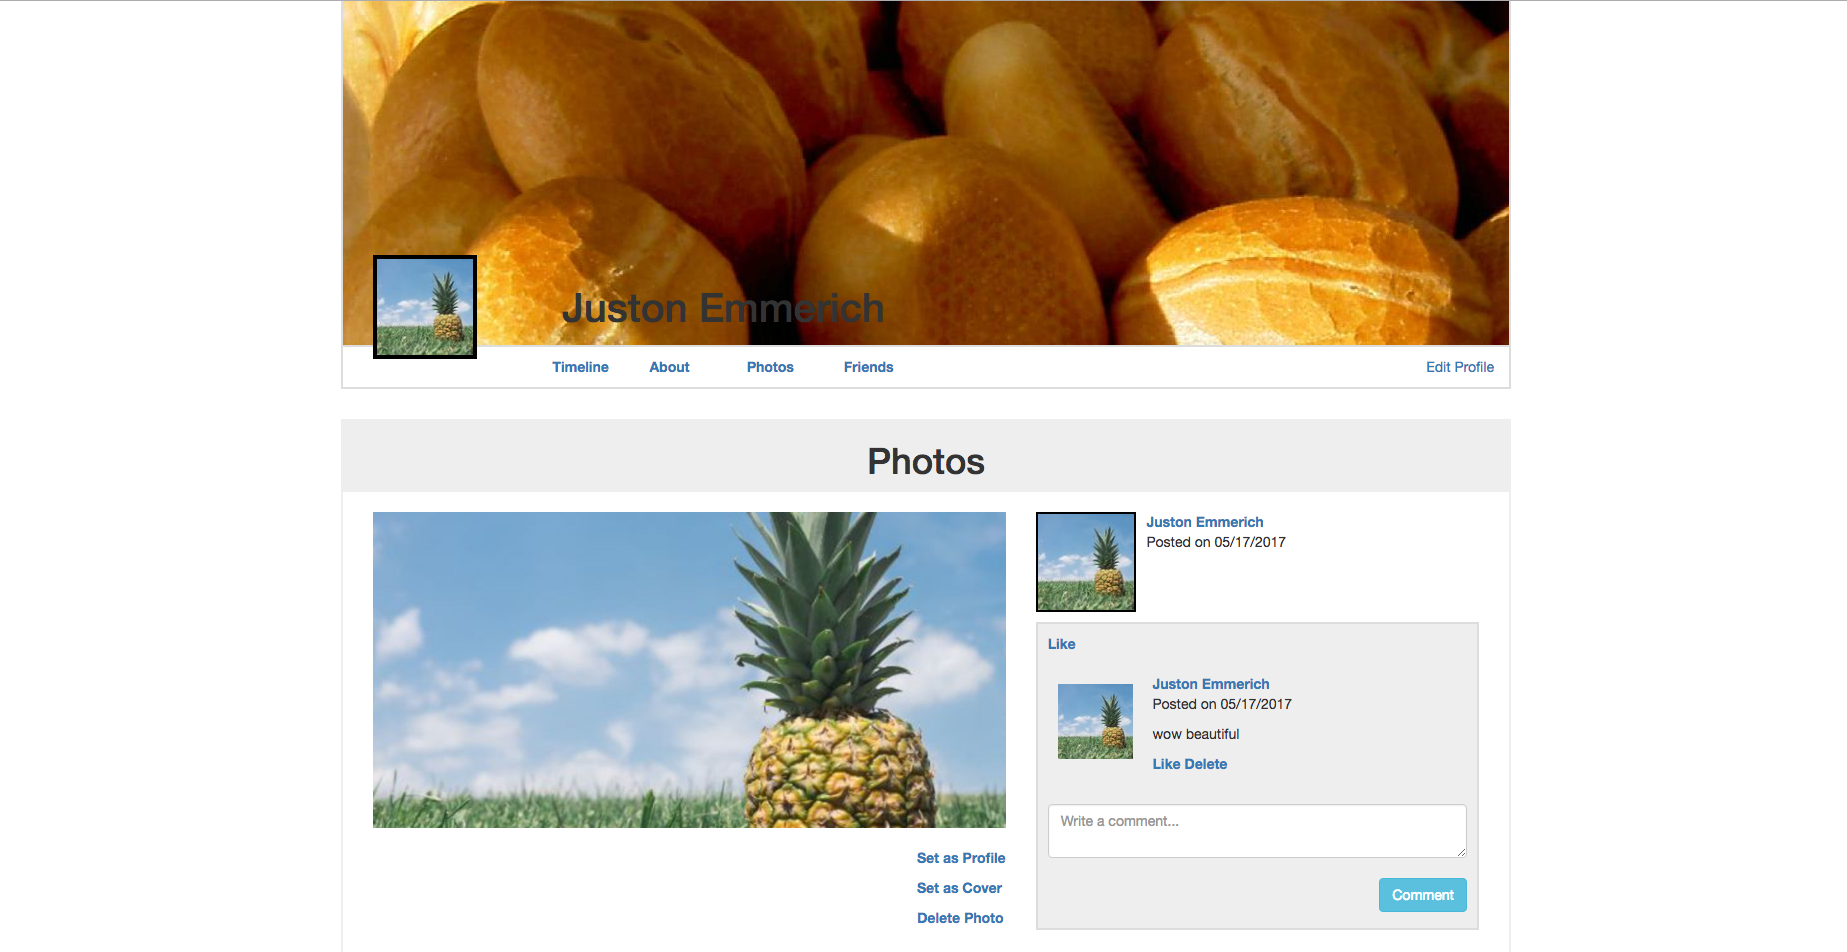 Juston Emmerich
Timeline About Photos Friends Edit Profile
Photos
Juston Emmerich
Posted on 05/17/2017
Like
Juston Emmerich
Posted on 05/17/2017
wow beautiful
Like Delete
Write a comment...
Comment
Set as Profile
Set as Cover
Delete Photo